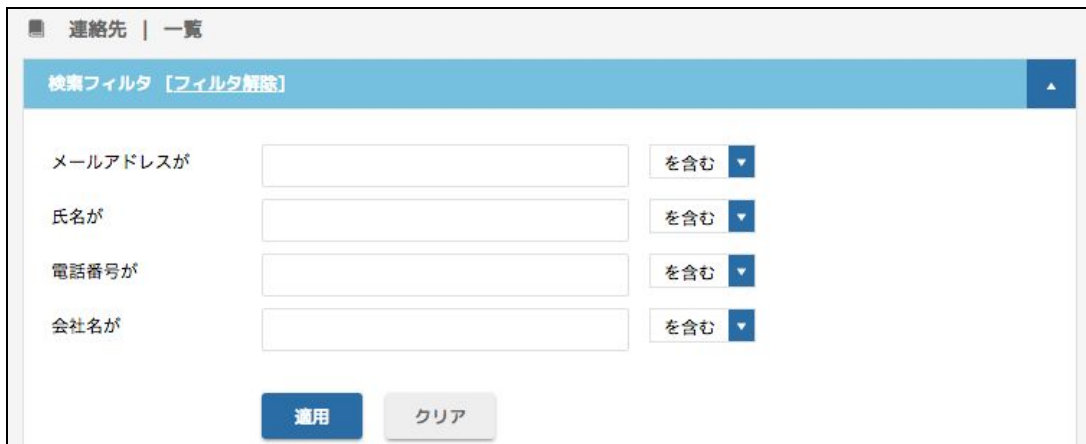 連絡先 | 一覧
検索フィルタ [フィルタ解除]
メールアドレスが を含む
氏名が を含む
電話番号が を含む
会社名が を含む
適用 クリア